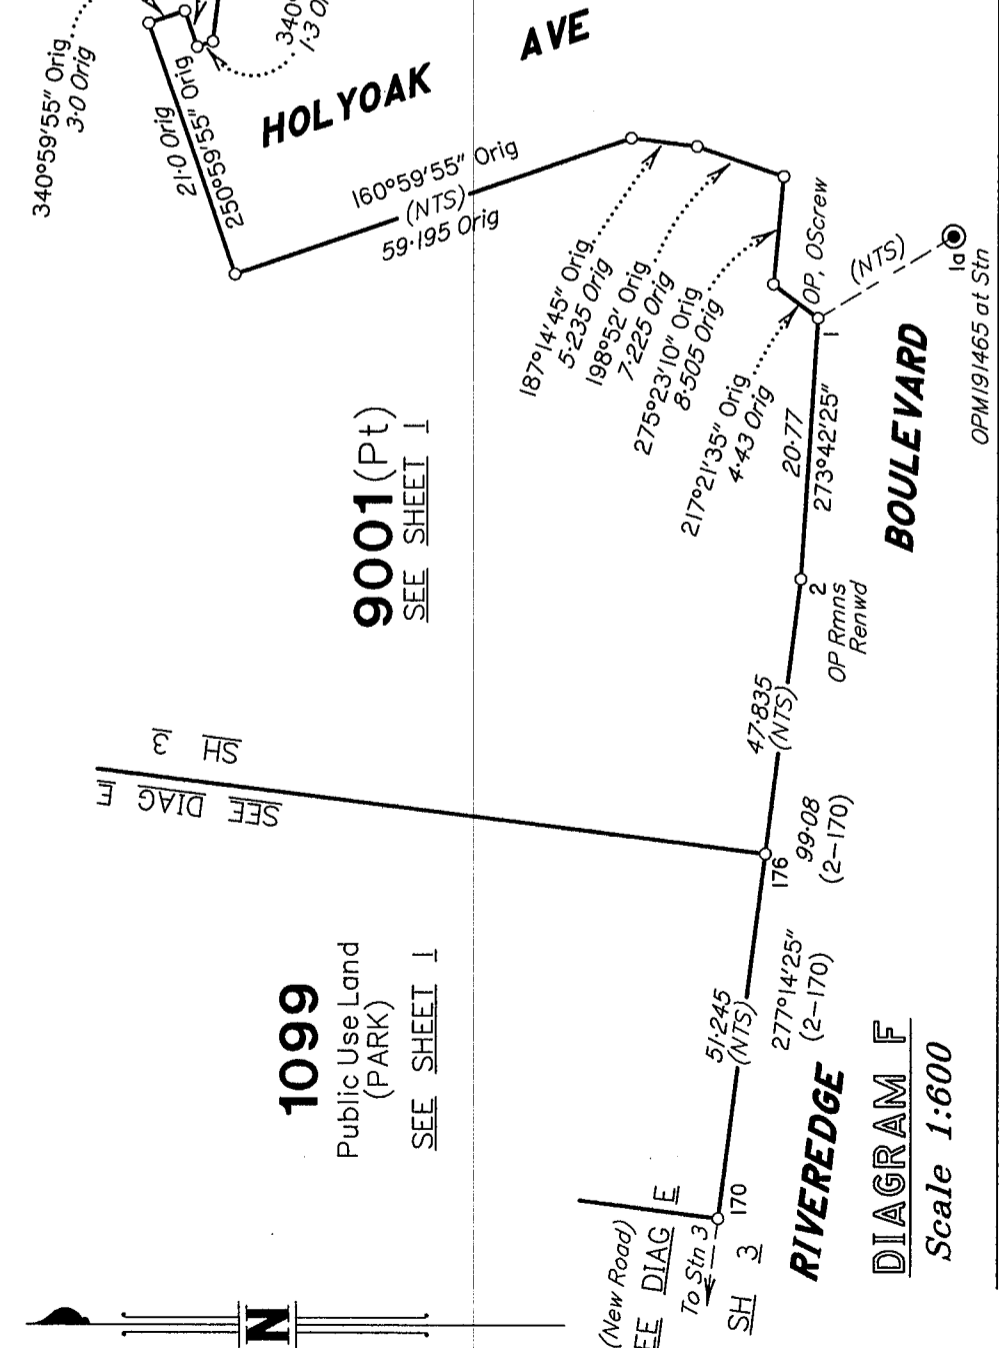 340°59'55" Orig
3·0 Orig
21·0 Orig
250°59'55" Orig
340°
1·3
HOLYOAK AVE
160°59'55" Orig
(NTS)
59·195 Orig
187°14'45" Orig
5·235 Orig
198°52' Orig
7·225 Orig
275°23'10" Orig
8·505 Orig
217°21'35" Orig
4·43 Orig
OP, OScrew
(NTS)
1a
OPM191465 at Stn
1
20·77
273°42'25"
BOULEVARD
9001 (Pt)
SEE SHEET 1
2
OP Rmns
Renwd
47·835
(NTS)
SH 3
SEE DIAG E
176
99·08
(2-170)
1099
Public Use Land
(PARK)
SEE SHEET 1
51·245
(NTS)
277°14'25"
(2-170)
170
RIVEREDGE
(New Road)
EE DIAG E
To Stn 3
SH 3
DIAGRAM F
Scale 1:600
N